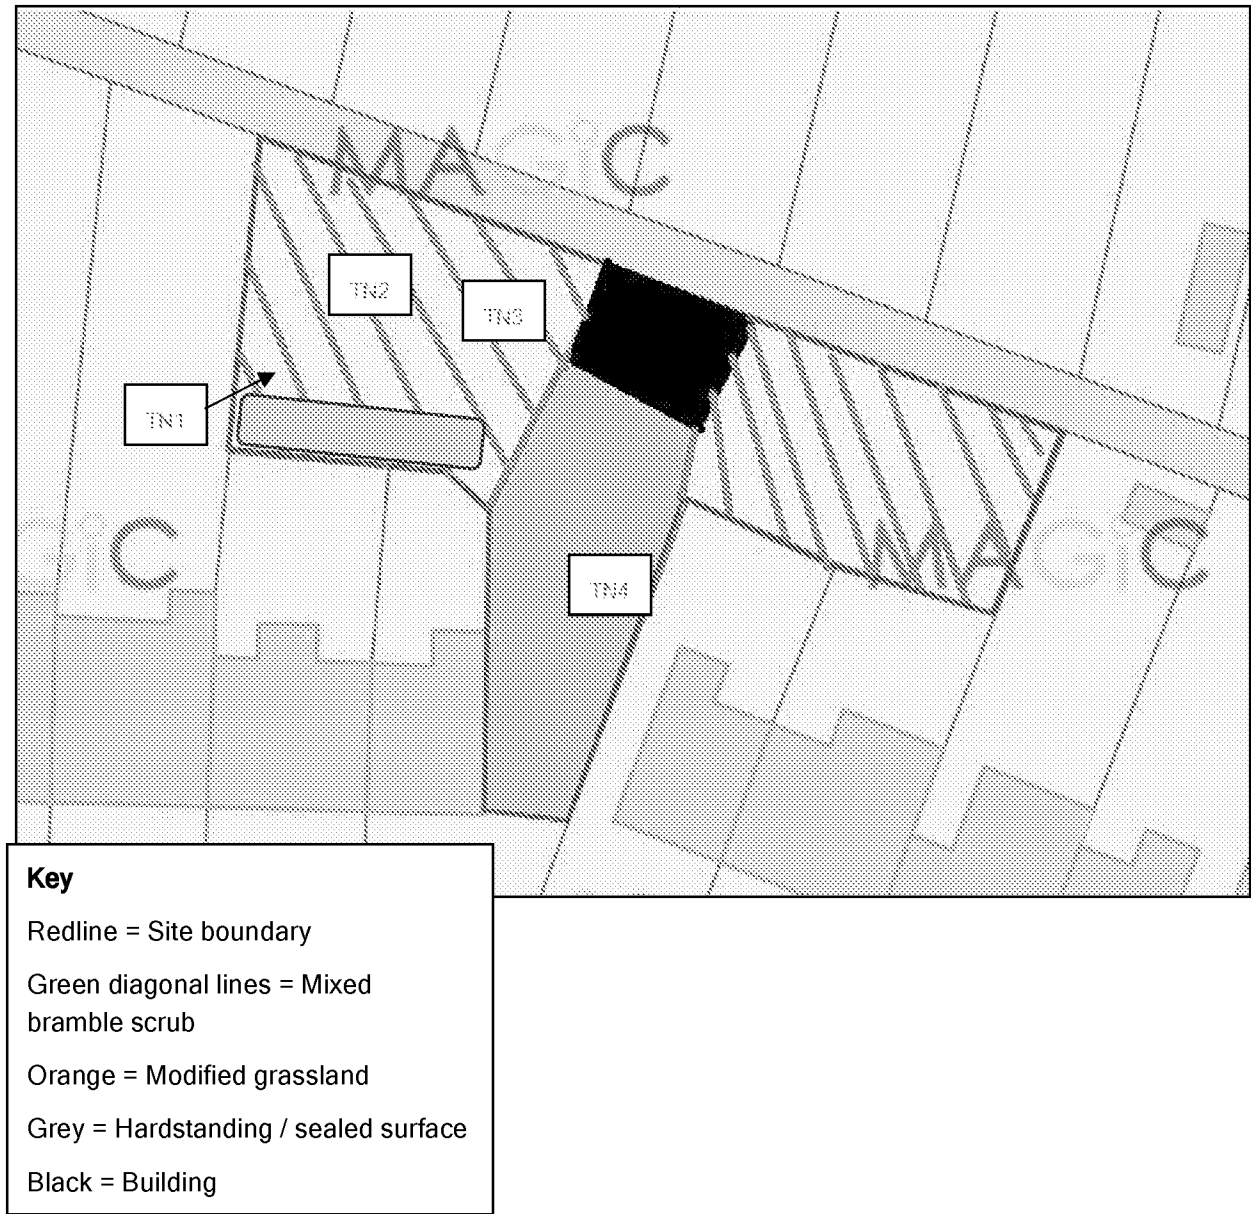 MAGiC
TN2
TN3
TN1
GiC
MAGiC
TN4
Key
Redline = Site boundary
Green diagonal lines = Mixed
bramble scrub
Orange = Modified grassland
Grey = Hardstanding / sealed surface
Black = Building